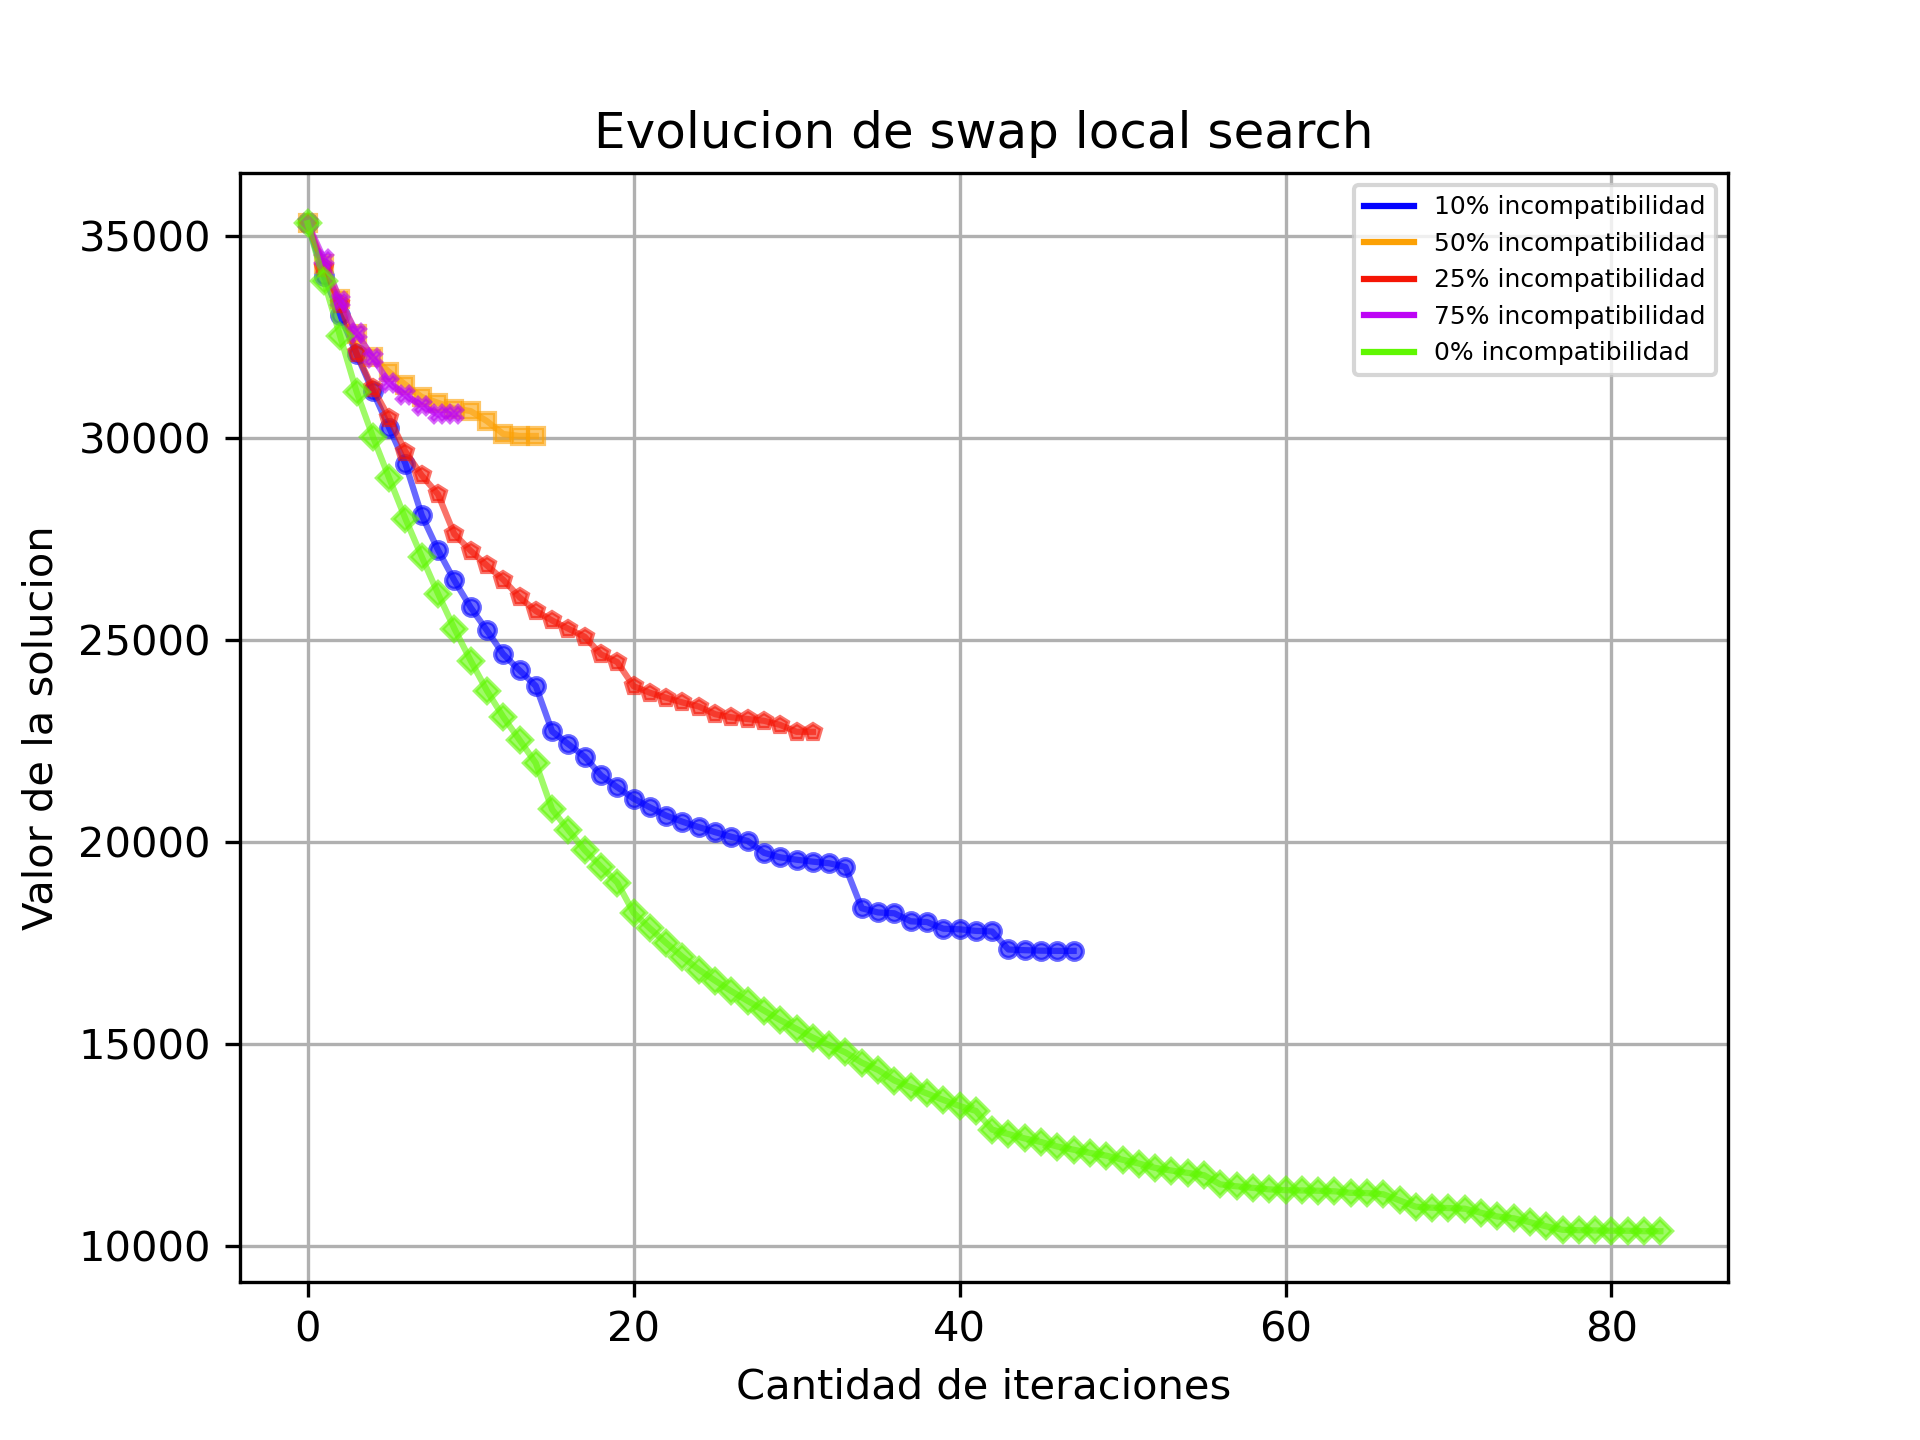 Evolucion de swap local search
10% incompatibilidad
50% incompatibilidad
25% incompatibilidad
75% incompatibilidad
0% incompatibilidad
Valor de la solucion
35000
30000
25000
20000
15000
10000
0 20 40 60 80
Cantidad de iteraciones